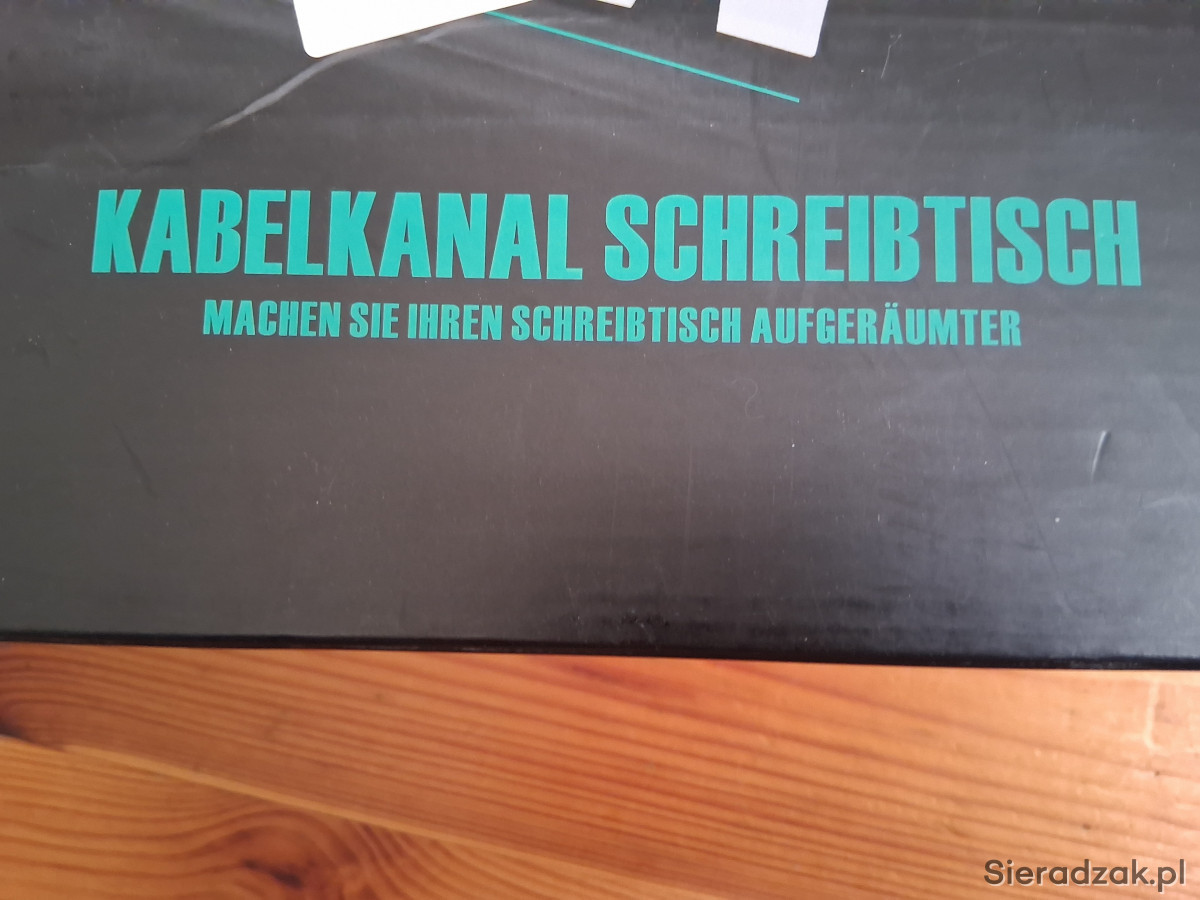 KABELKANAL SCHREIBTISCH
MACHEN SIE IHREN SCHREIBTISCH AUFGERÄUMTER
Sieradzak.pl